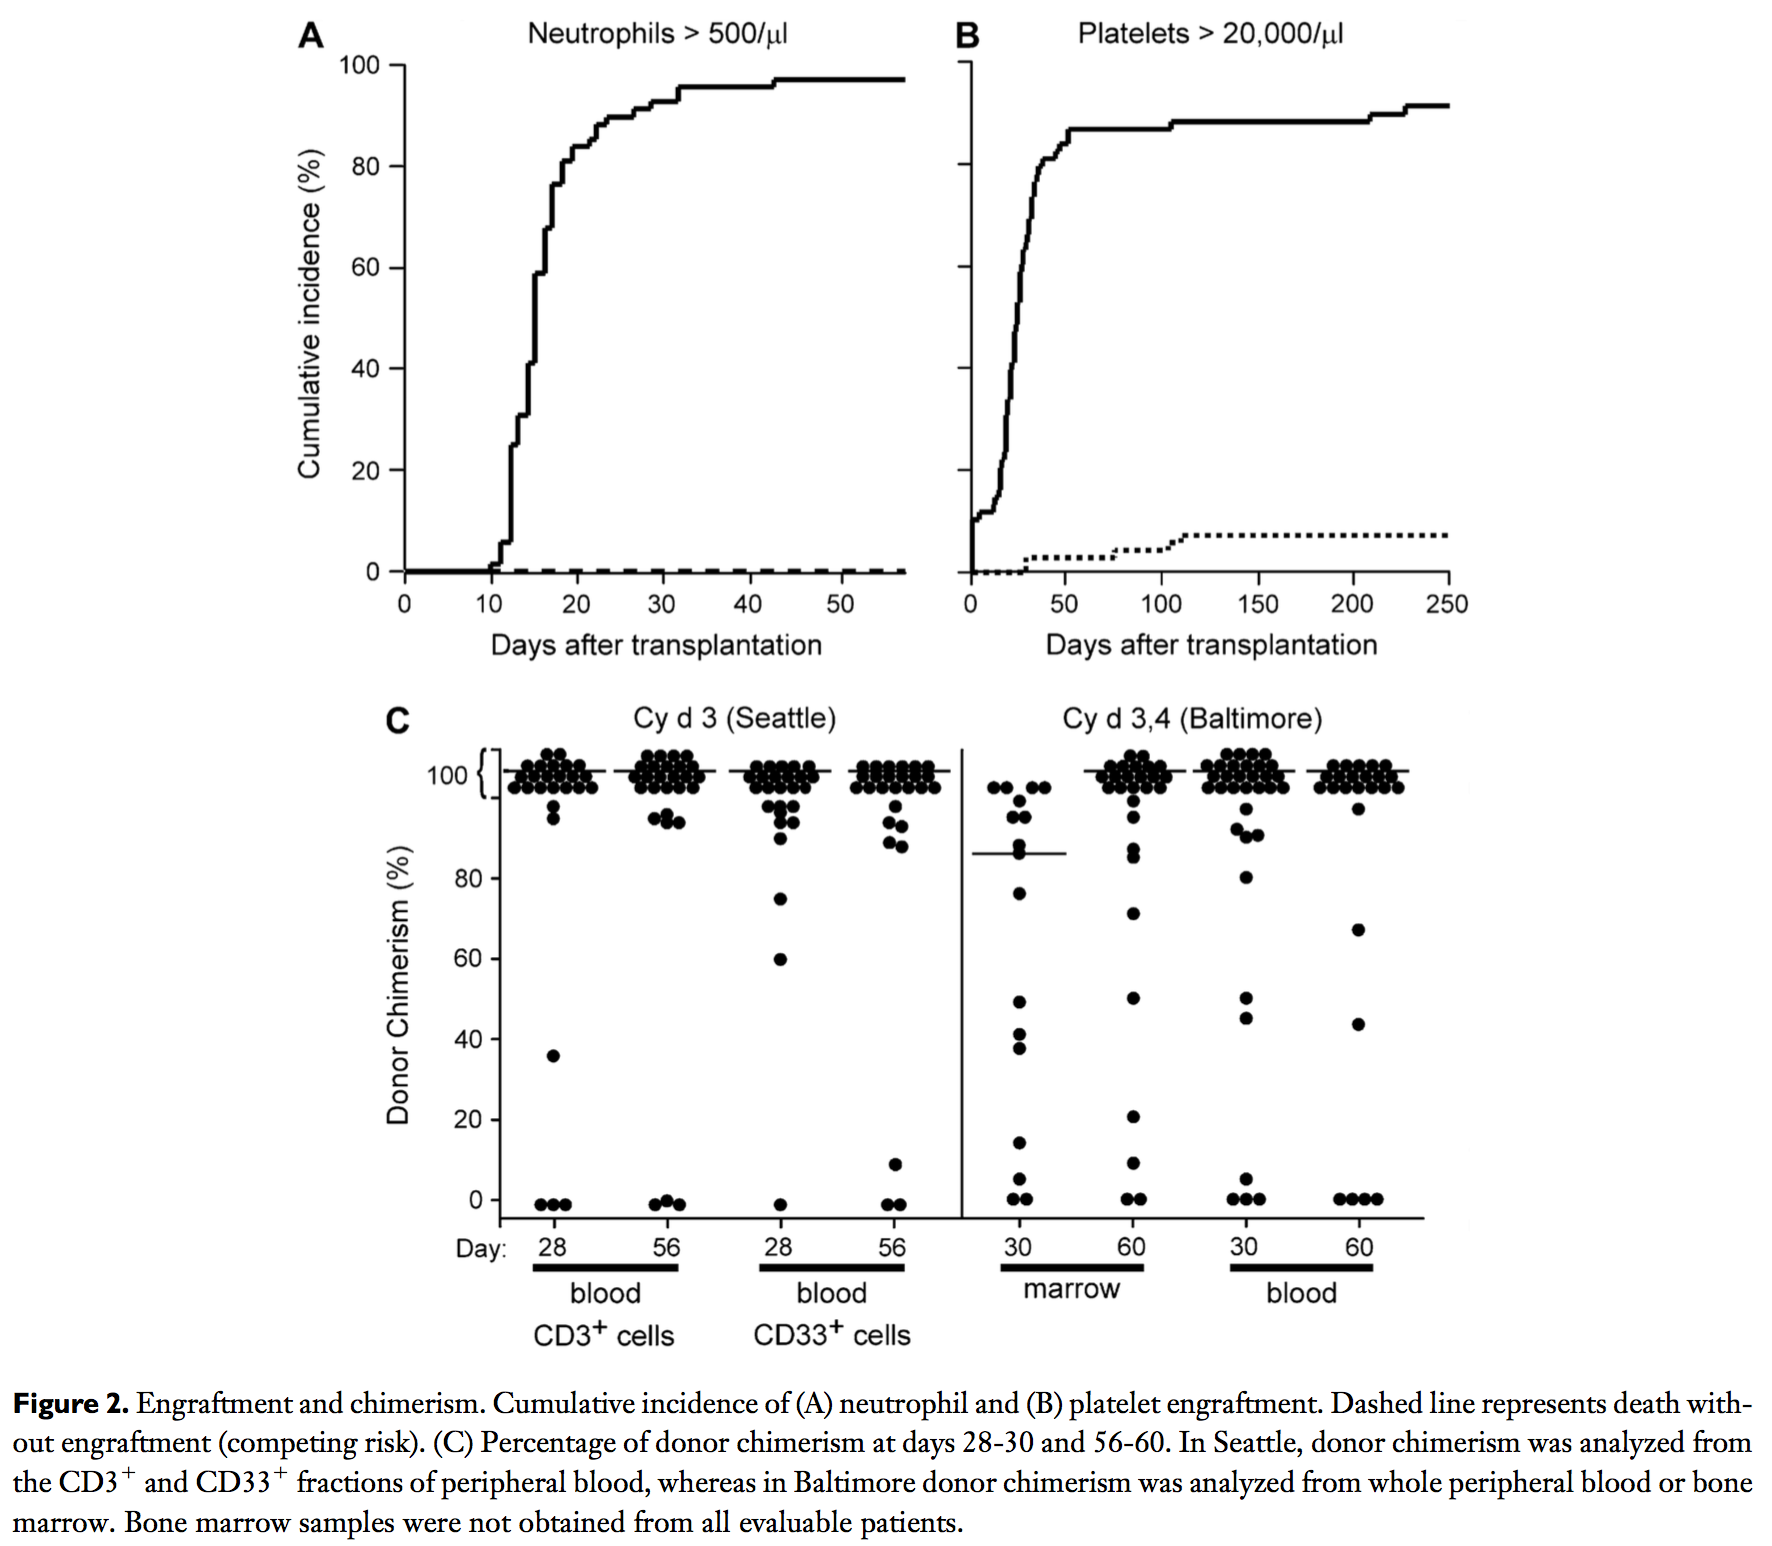 A Neutrophils > 500/μl
B Platelets > 20,000/μl
Cumulative incidence (%)
100
80
60
40
20
0
0 10 20 30 40 50
0 50 100 150 200 250
Days after transplantation
Days after transplantation
C Cy d 3 (Seattle) Cy d 3,4 (Baltimore)
Donor Chimerism (%)
100
80
60
40
20
0
Day: 28 56 28 56 30 60 30 60
blood blood marrow blood
CD3+ cells CD33+ cells
Figure 2. Engraftment and chimerism. Cumulative incidence of (A) neutrophil and (B) platelet engraftment. Dashed line represents death with-
out engraftment (competing risk). (C) Percentage of donor chimerism at days 28-30 and 56-60. In Seattle, donor chimerism was analyzed from
the CD3+ and CD33+ fractions of peripheral blood, whereas in Baltimore donor chimerism was analyzed from whole peripheral blood or bone
marrow. Bone marrow samples were not obtained from all evaluable patients.